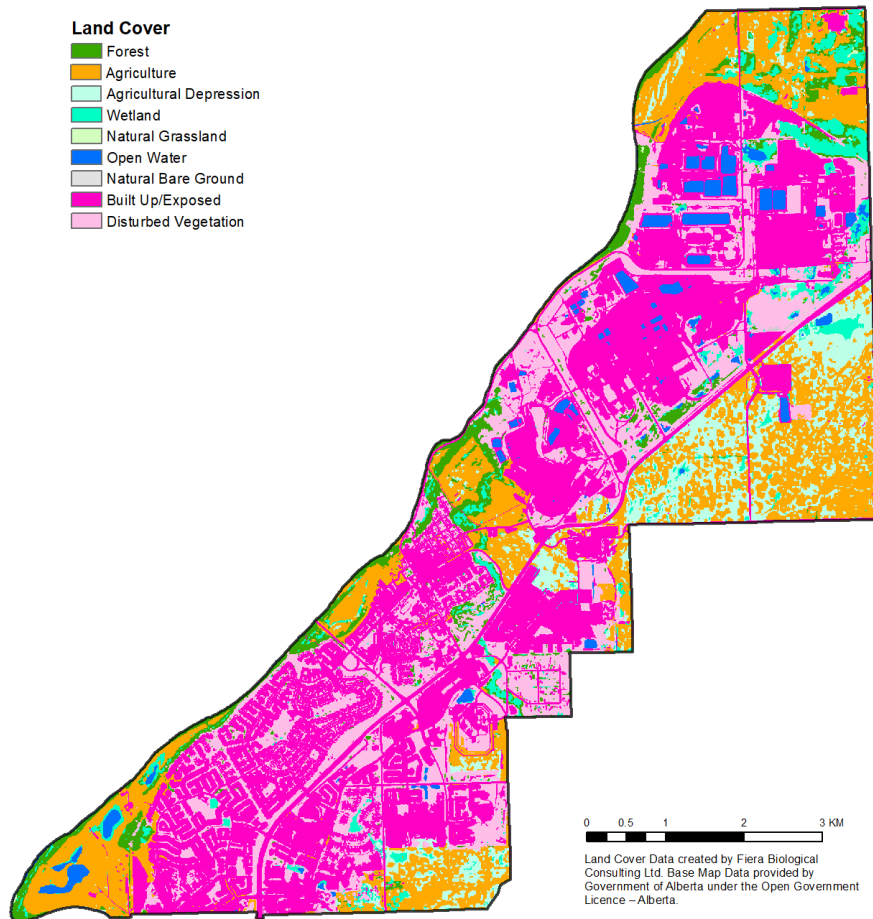 Land Cover
Forest
Agriculture
Agricultural Depression
Wetland
Natural Grassland
Open Water
Natural Bare Ground
Built Up/Exposed
Disturbed Vegetation
0 0.5 1 2 3 KM
Land Cover Data created by Fiera Biological
Consulting Ltd. Base Map Data provided by
Government of Alberta under the Open Government
Licence – Alberta.